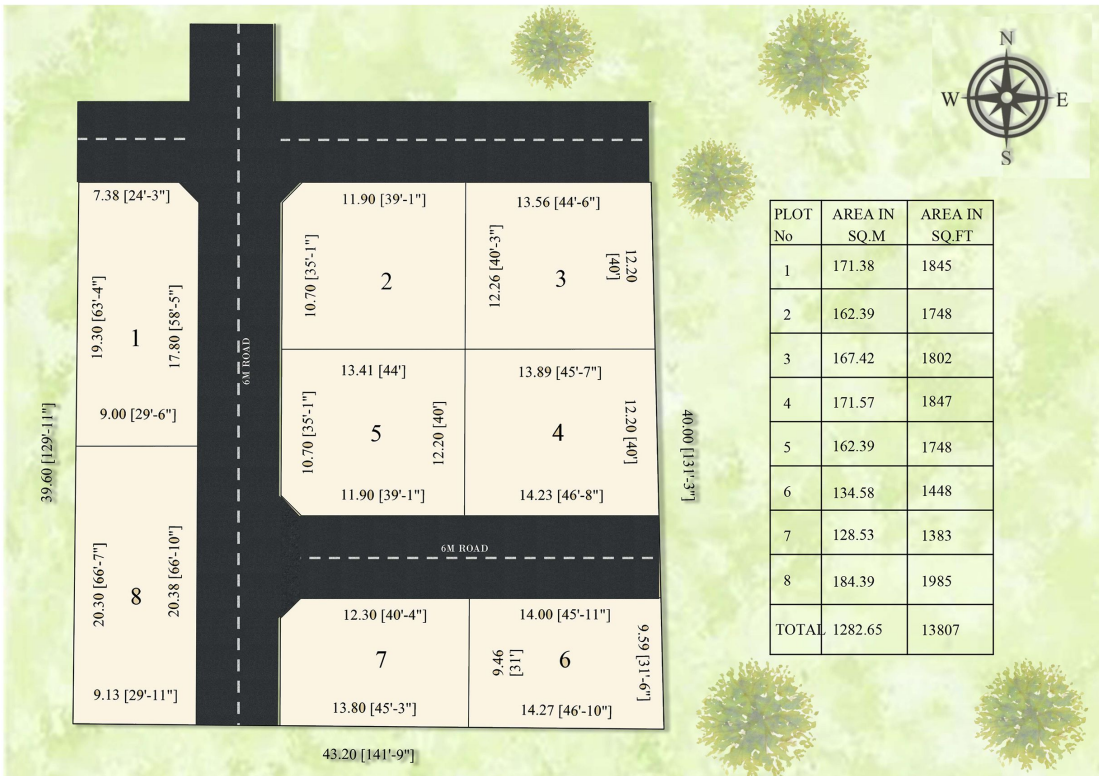 N
W E
S
7.38 [24'-3"]
19.30 [63'-4"]
1
17.80 [58'-5"]
9.00 [29'-6"]
11.90 [39'-1"]
10.70 [35'-1"]
2
13.56 [44'-6"]
12.26 [40'-3"]
3
12.20
[40']
6M ROAD
13.41 [44']
10.70 [35'-1"]
5
12.20 [40']
11.90 [39'-1"]
13.89 [45'-7"]
4
12.20 [40']
14.23 [46'-8"]
39.60 [129'-11"]
40.00 [131'-3"]
6M ROAD
20.30 [66'-7"]
8
20.38 [66'-10"]
9.13 [29'-11"]
12.30 [40'-4"]
7
13.80 [45'-3"]
14.00 [45'-11"]
9.46
[31']
6
9.59 [31'-6"]
14.27 [46'-10"]
43.20 [141'-9"]
PLOT No AREA IN SQ.M AREA IN SQ.FT
1 171.38 1845
2 162.39 1748
3 167.42 1802
4 171.57 1847
5 162.39 1748
6 134.58 1448
7 128.53 1383
8 184.39 1985
TOTAL 1282.65 13807